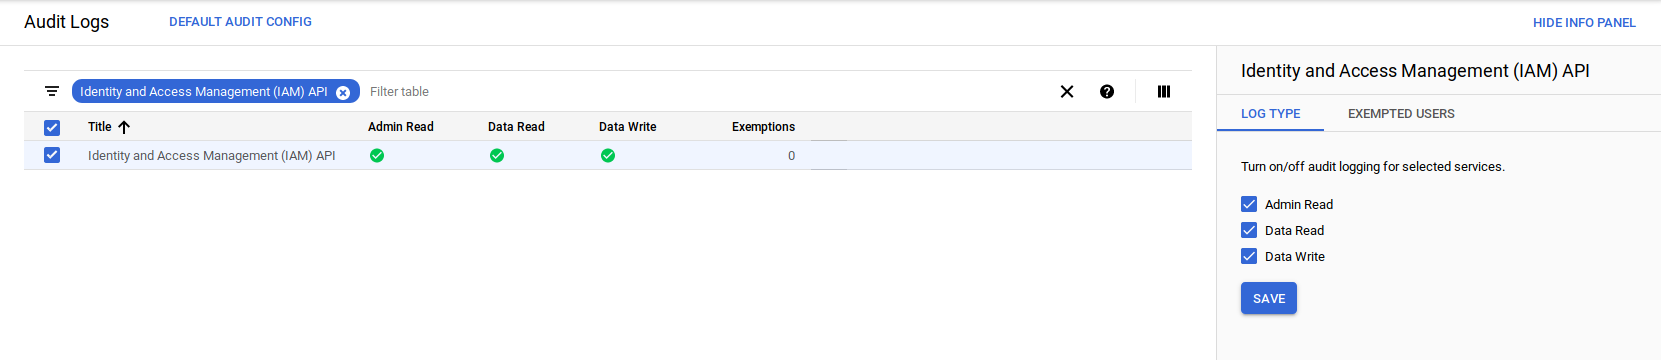 Audit Logs
DEFAULT AUDIT CONFIG
HIDE INFO PANEL
Identity and Access Management (IAM) API
Filter table
Title Admin Read Data Read Data Write Exemptions
Identity and Access Management (IAM) API 0
Identity and Access Management (IAM) API
LOG TYPE EXEMPTED USERS
Turn on/off audit logging for selected services.
Admin Read
Data Read
Data Write
SAVE